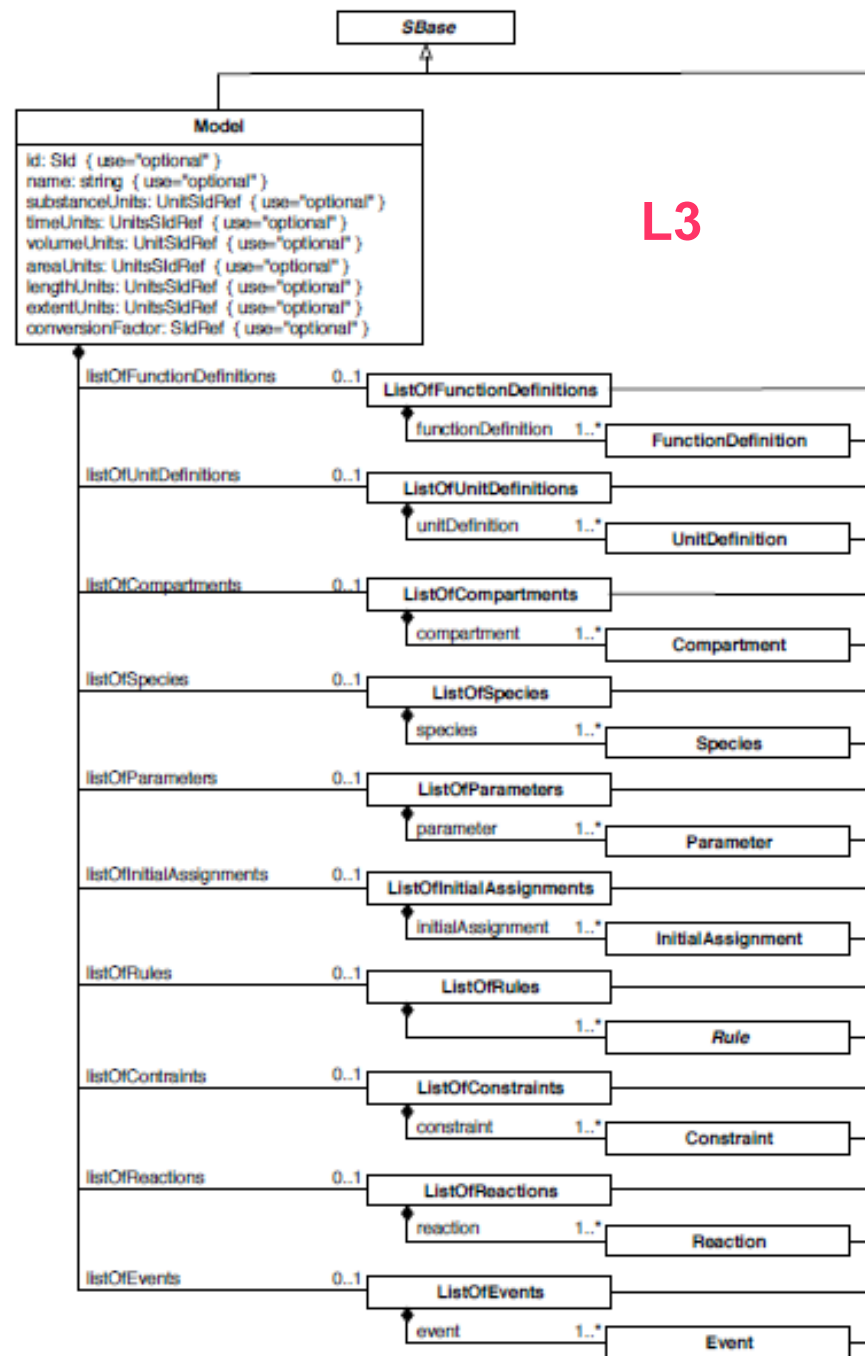 SBase
Model
id: SId { use="optional" }
name: string { use="optional" }
substanceUnits: UnitSIdRef { use="optional" }
timeUnits: UnitsSIdRef { use="optional" }
volumeUnits: UnitSIdRef { use="optional" }
areaUnits: UnitsSIdRef { use="optional" }
lengthUnits: UnitsSIdRef { use="optional" }
extentUnits: UnitsSIdRef { use="optional" }
conversionFactor: SIdRef { use="optional" }
L3
listOfFunctionDefinitions 0..1 ListOfFunctionDefinitions
functionDefinition 1..* FunctionDefinition
listOfUnitDefinitions 0..1 ListOfUnitDefinitions
unitDefinition 1..* UnitDefinition
listOfCompartments 0..1 ListOfCompartments
compartment 1..* Compartment
listOfSpecies 0..1 ListOfSpecies
species 1..* Species
listOfParameters 0..1 ListOfParameters
parameter 1..* Parameter
listOfInitialAssignments 0..1 ListOfInitialAssignments
initialAssignment 1..* InitialAssignment
listOfRules 0..1 ListOfRules
1..* Rule
listOfContraints 0..1 ListOfConstraints
constraint 1..* Constraint
listOfReactions 0..1 ListOfReactions
reaction 1..* Reaction
listOfEvents 0..1 ListOfEvents
event 1..* Event